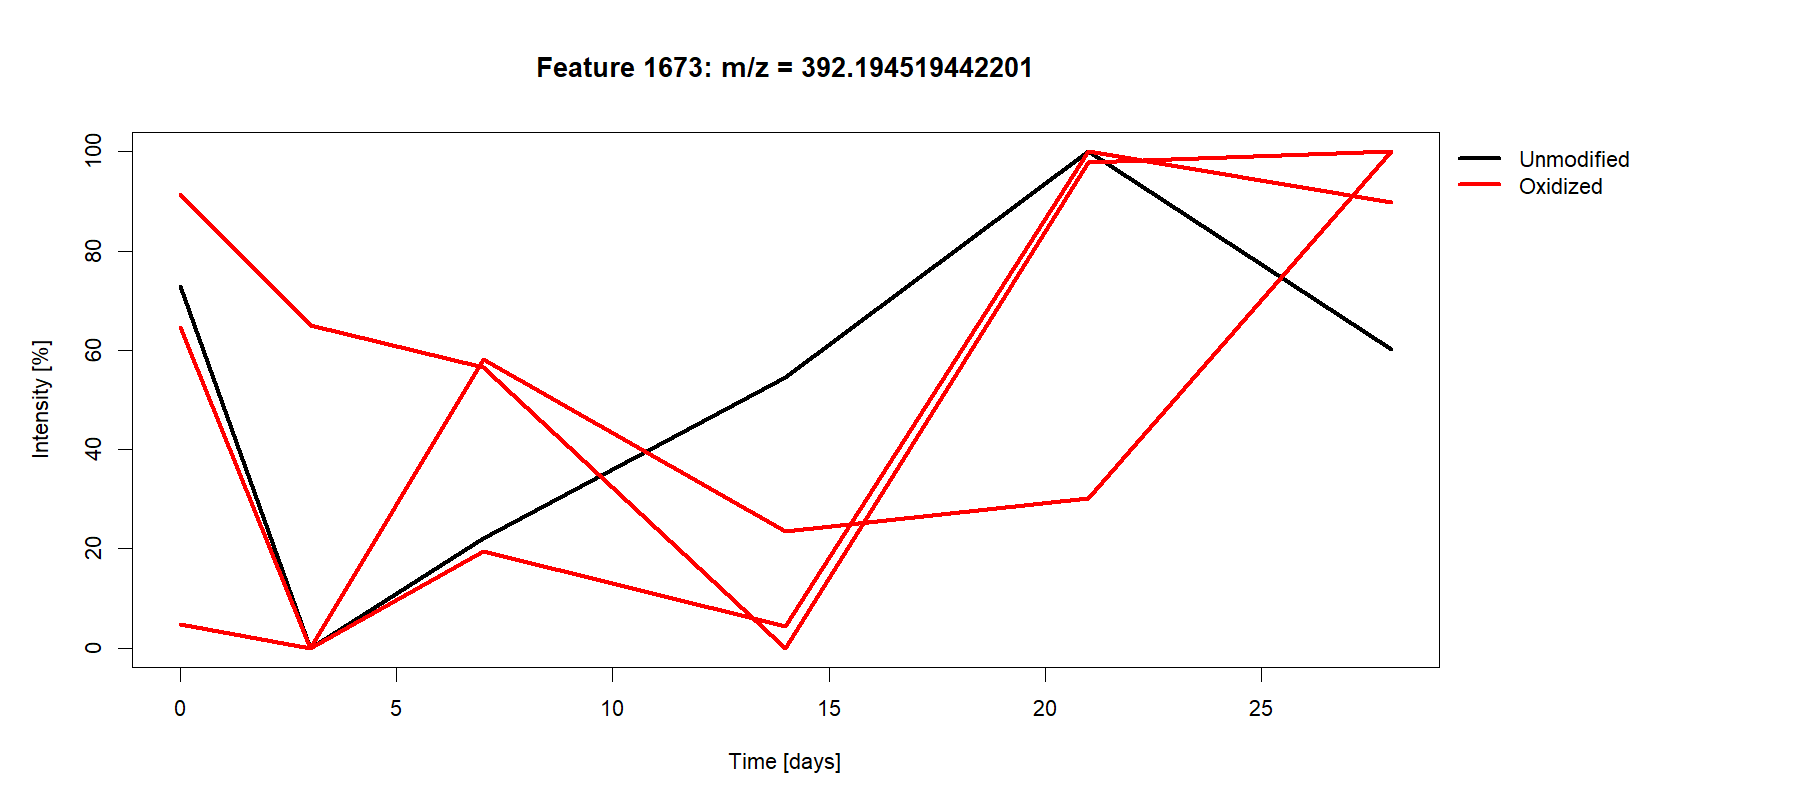 Feature 1673: m/z = 392.194519442201
Unmodified
Oxidized
Intensity [%]
100
80
60
40
20
0
0 5 10 15 20 25
Time [days]